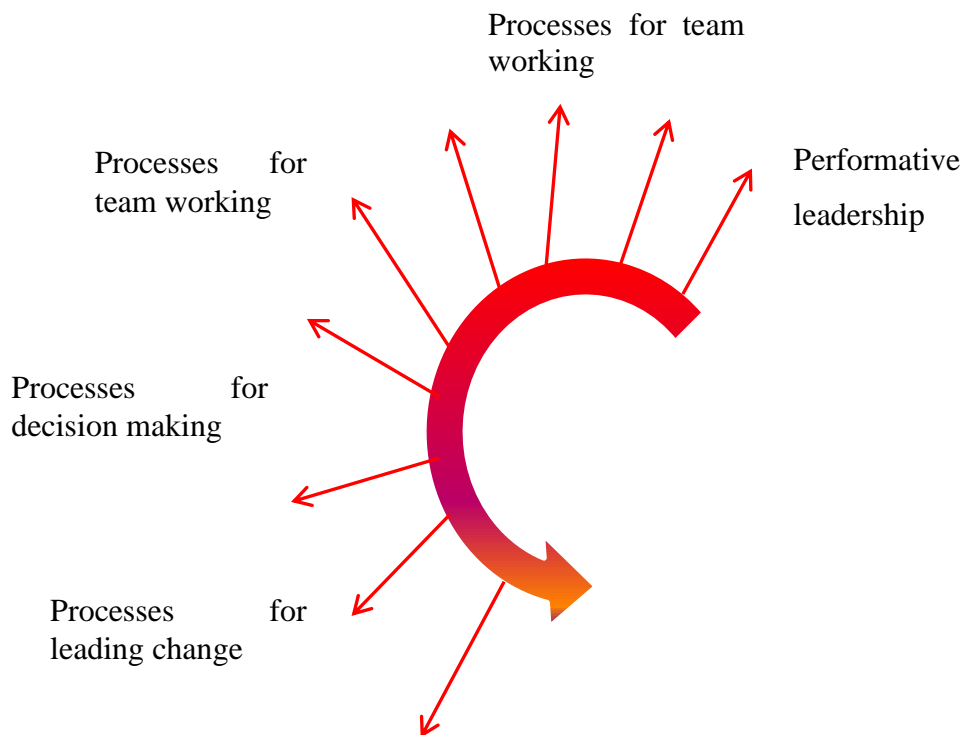 Processes for team
working
Processes for
team working
Performative
leadership
Processes for
decision making
Processes for
leading change